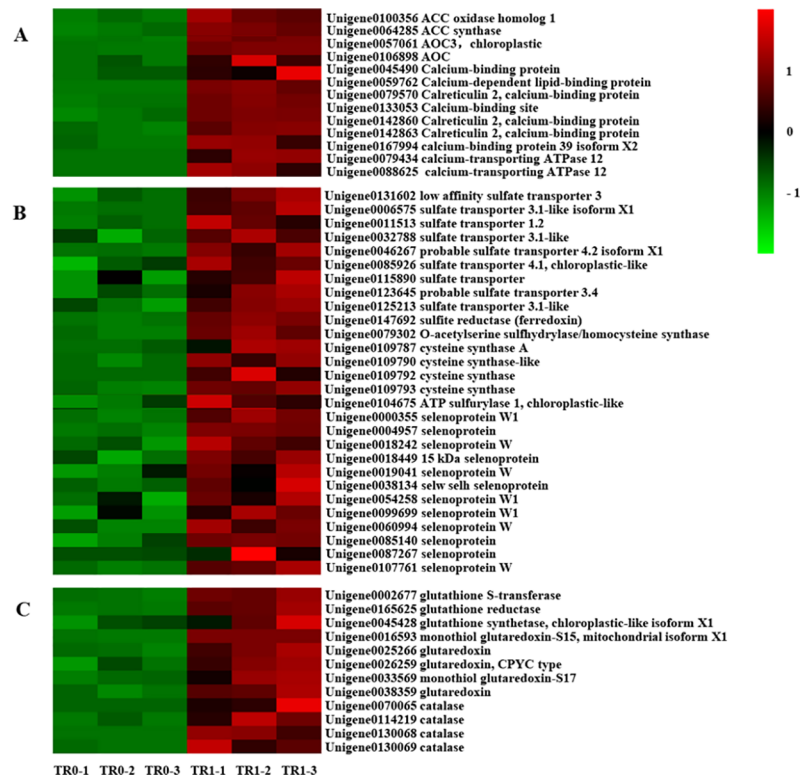 A
Unigene0100356 ACC oxidase homolog 1
Unigene0064285 ACC synthase
Unigene0057061 AOC3，chloroplastic
Unigene0106898 AOC
Unigene0045490 Calcium-binding protein
Unigene0059762 Calcium-dependent lipid-binding protein
Unigene0079570 Calreticulin 2, calcium-binding protein
Unigene0133053 Calcium-binding site
Unigene0142860 Calreticulin 2, calcium-binding protein
Unigene0142863 Calreticulin 2, calcium-binding protein
Unigene0167994 calcium-binding protein 39 isoform X2
Unigene0079434 calcium-transporting ATPase 12
Unigene0088625 calcium-transporting ATPase 12
1
0
-1
B
Unigene0131602 low affinity sulfate transporter 3
Unigene0006575 sulfate transporter 3.1-like isoform X1
Unigene0011513 sulfate transporter 1.2
Unigene0032788 sulfate transporter 3.1-like
Unigene0046267 probable sulfate transporter 4.2 isoform X1
Unigene0085926 sulfate transporter 4.1, chloroplastic-like
Unigene0115890 sulfate transporter
Unigene0123645 probable sulfate transporter 3.4
Unigene0125213 sulfate transporter 3.1-like
Unigene0147692 sulfite reductase (ferredoxin)
Unigene0079302 O-acetylserine sulfhydrylase/homocysteine synthase
Unigene0109787 cysteine synthase A
Unigene0109790 cysteine synthase-like
Unigene0109792 cysteine synthase
Unigene0109793 cysteine synthase
Unigene0104675 ATP sulfurylase 1, chloroplastic-like
Unigene0000355 selenoprotein W1
Unigene0004957 selenoprotein
Unigene0018242 selenoprotein W
Unigene0018449 15 kDa selenoprotein
Unigene0019041 selenoprotein W
Unigene0038134 selw selh selenoprotein
Unigene0054258 selenoprotein W1
Unigene0099699 selenoprotein W1
Unigene0060994 selenoprotein W
Unigene0085140 selenoprotein
Unigene0087267 selenoprotein
Unigene0107761 selenoprotein W
C
Unigene0002677 glutathione S-transferase
Unigene0165625 glutathione reductase
Unigene0045428 glutathione synthetase, chloroplastic-like isoform X1
Unigene0016593 monothiol glutaredoxin-S15, mitochondrial isoform X1
Unigene0025266 glutaredoxin
Unigene0026259 glutaredoxin, CPYC type
Unigene0033569 monothiol glutaredoxin-S17
Unigene0038359 glutaredoxin
Unigene0070065 catalase
Unigene0114219 catalase
Unigene0130068 catalase
Unigene0130069 catalase
TR0-1 TR0-2 TR0-3 TR1-1 TR1-2 TR1-3